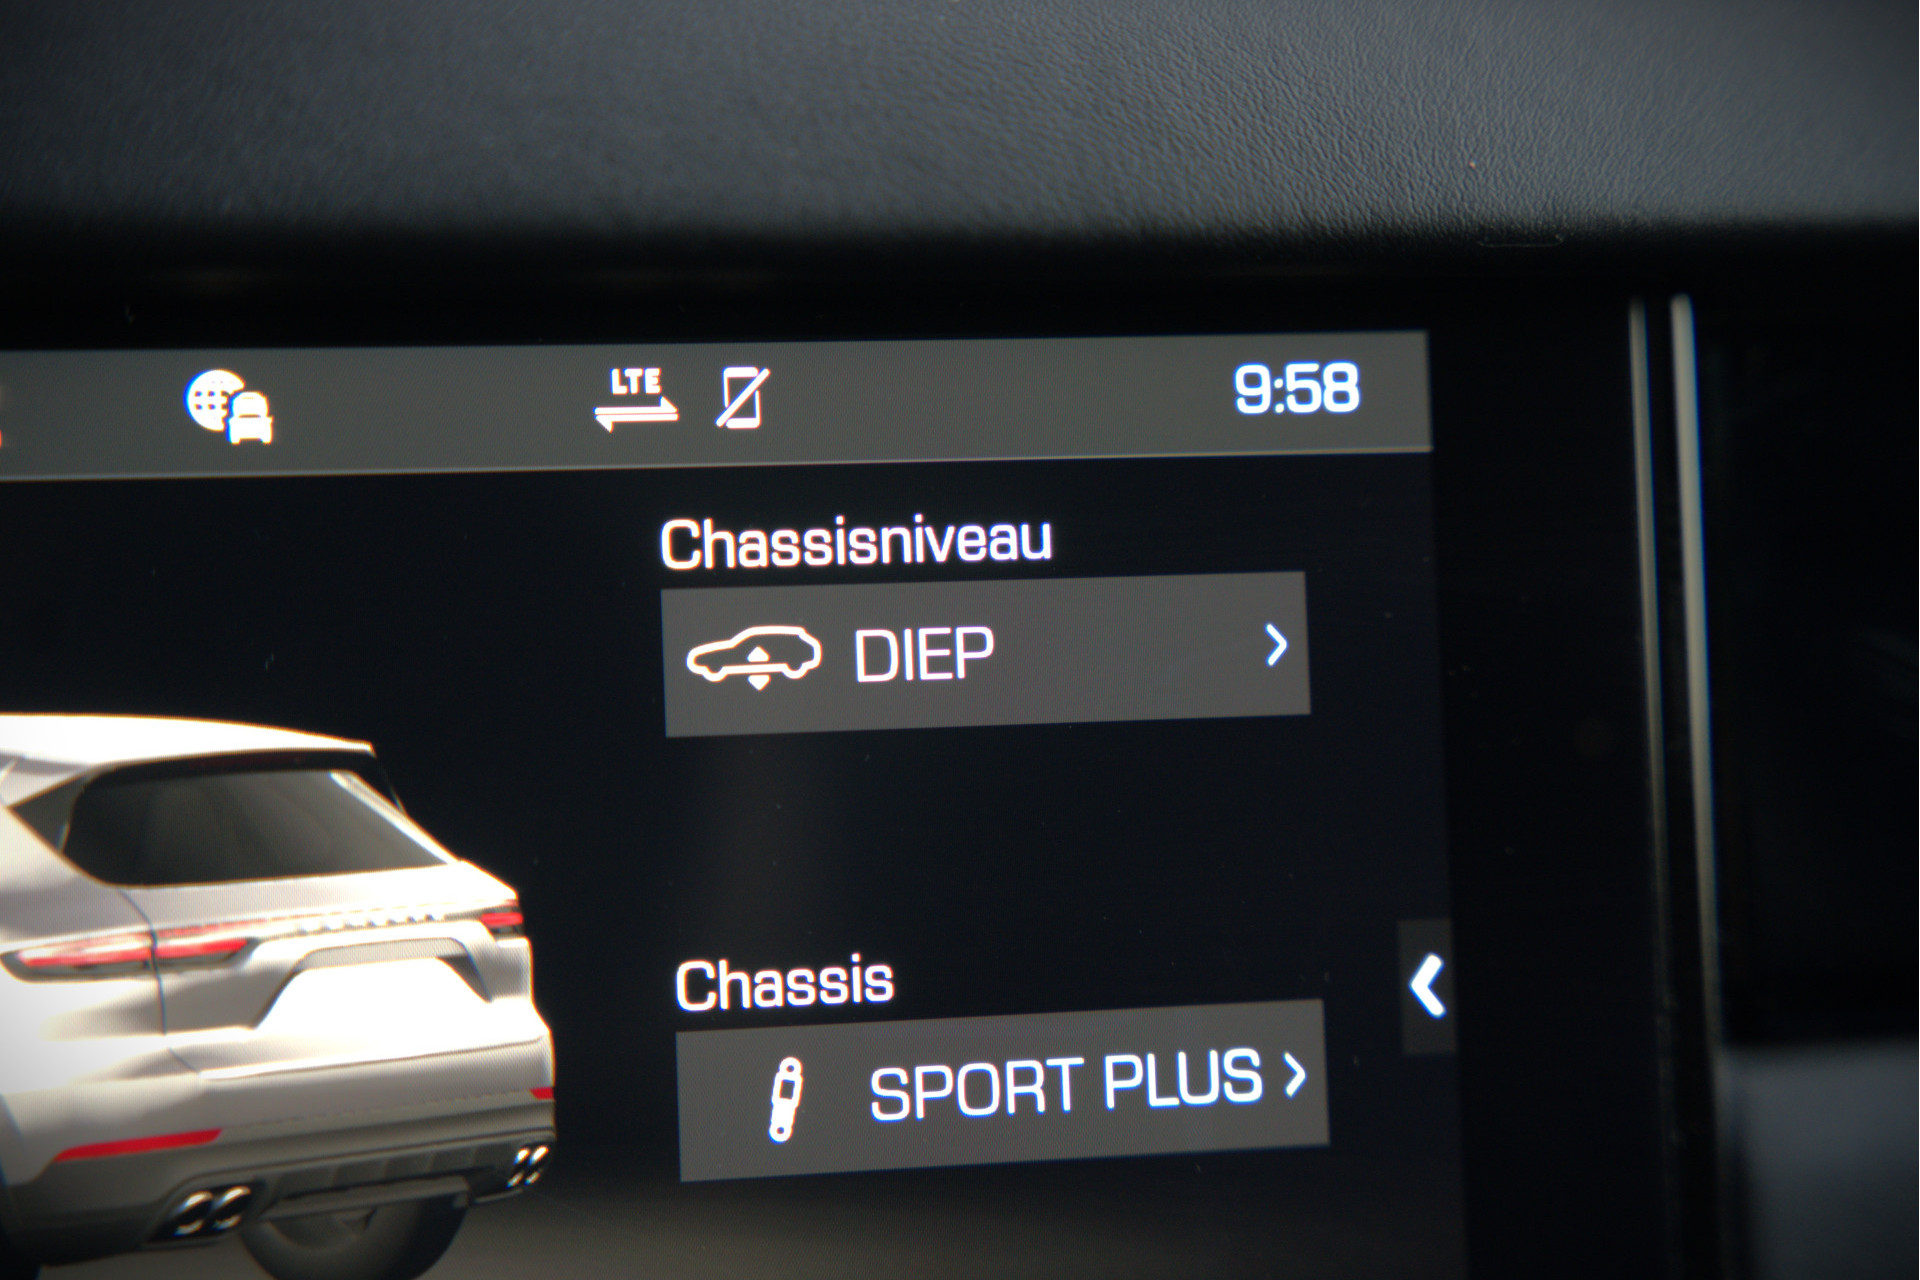 LTE
9:58
Chassisniveau
DIEP
Chassis
SPORT PLUS